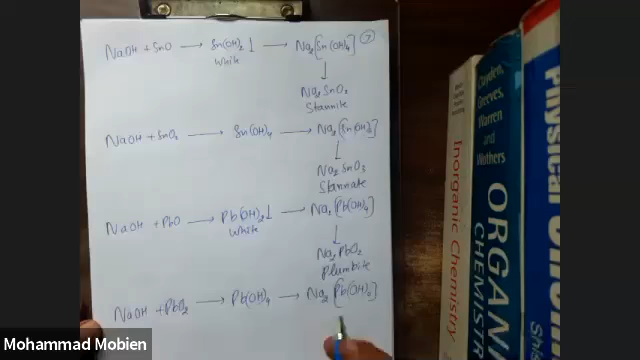 NaOH + SnO → Sn(OH)₂↓ → Na₂[Sn(OH)₄] 7
White ↓
Na₂SnO₂
Stannite
NaOH + SnO₂ → Sn(OH)₄ → Na₂[Sn(OH)₆]
↓
Na₂SnO₃
Stannate
NaOH + PbO → Pb(OH)₂↓ → Na₂[Pb(OH)₄]
White ↓
Na₂PbO₂
Plumbite
NaOH + PbO₂ → Pb(OH)₄ → Na₂[Pb(OH)₆]
Mohammad Mobien
Inorganic Chemistry
Clayden,
Greeves,
Warren
and
Wothers
ORGANIC
CHEMISTRY
Physical